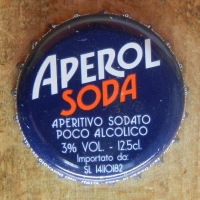 APEROL
SODA
APERITIVO SODATO
POCO ALCOLICO
3% VOL. - 12.5cl.
Importato da:
SL 14110182